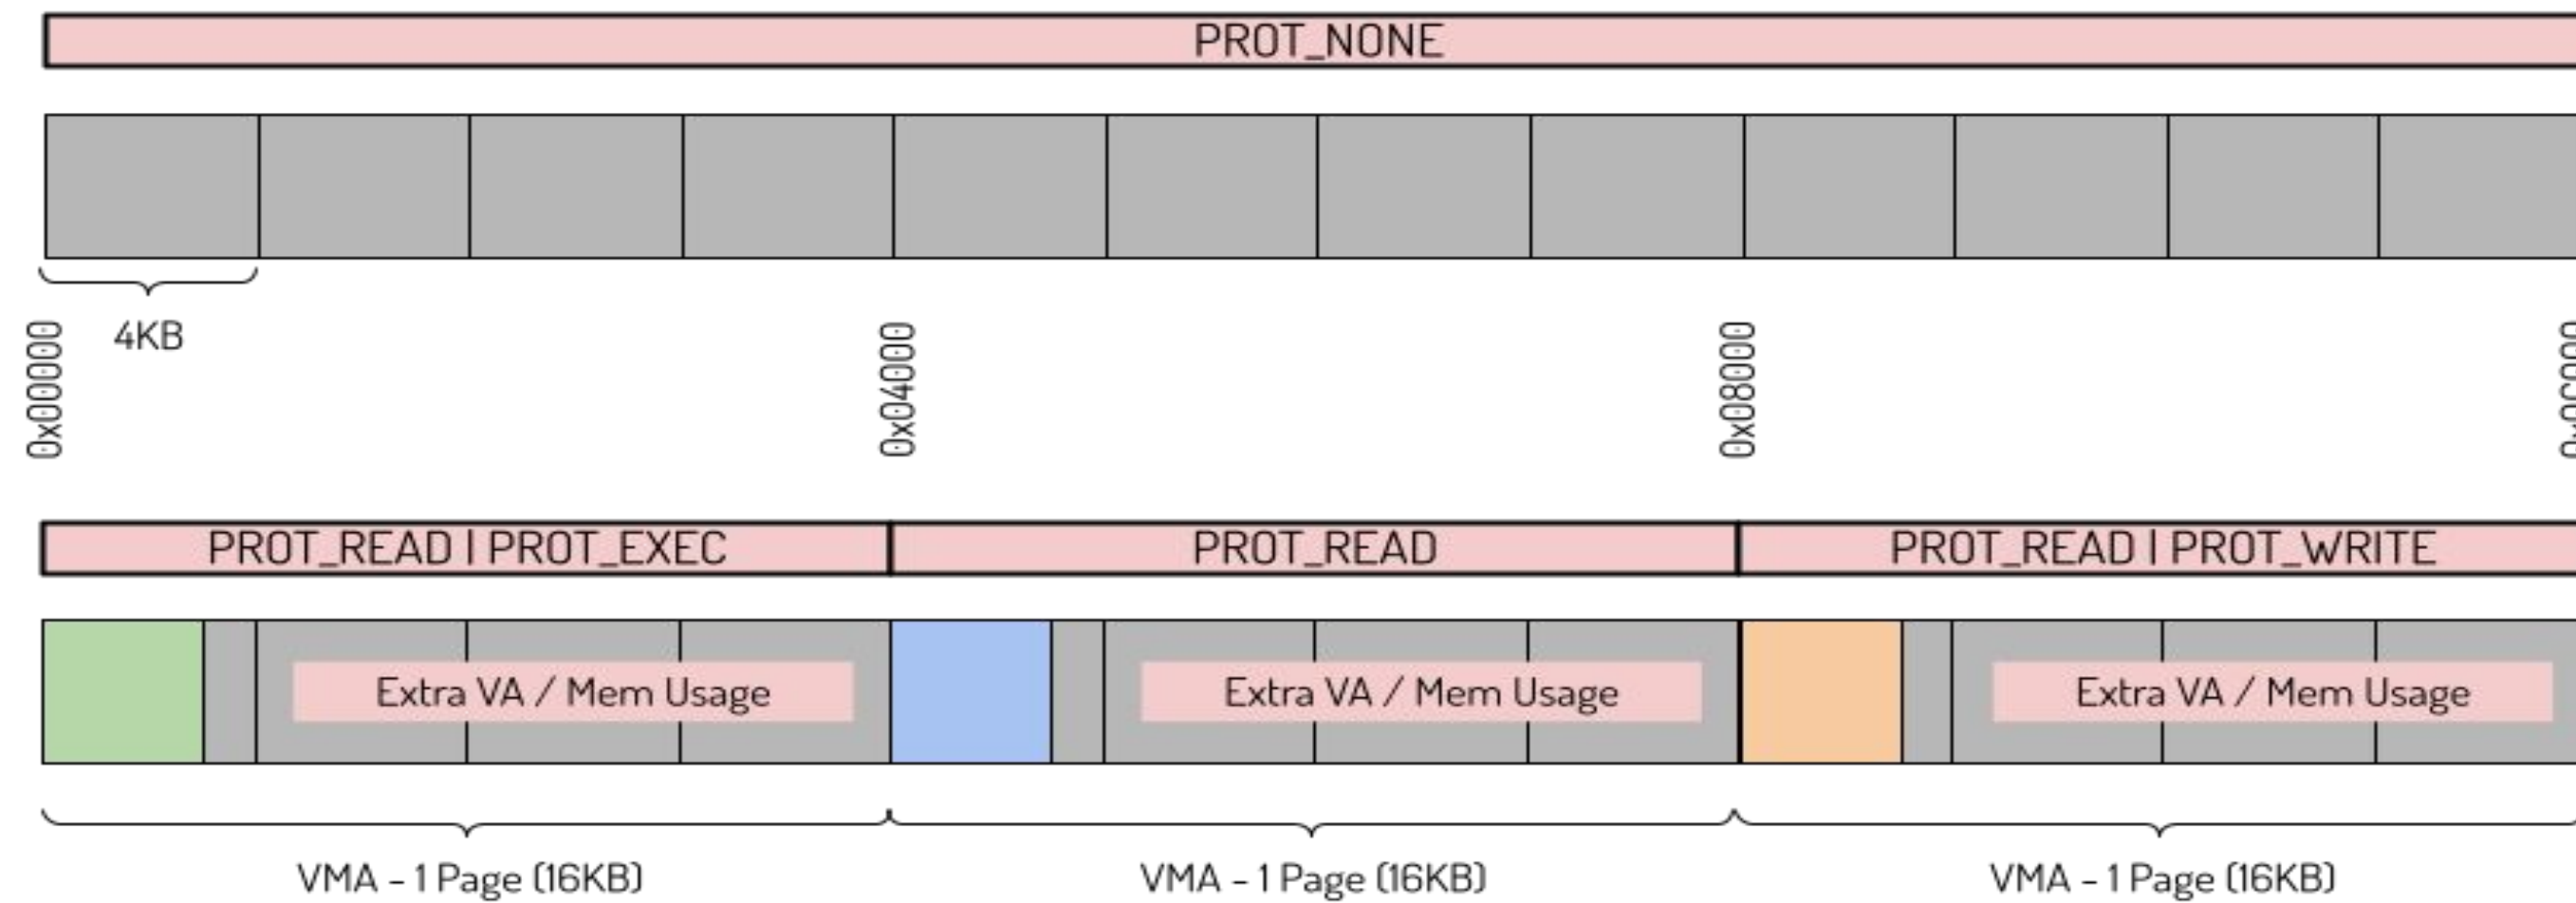 PROT_NONE
4KB
0x00000
0x04000
0x08000
PROT_READ | PROT_EXEC
PROT_READ
PROT_READ | PROT_WRITE
Extra VA / Mem Usage
Extra VA / Mem Usage
Extra VA / Mem Usage
VMA - 1 Page (16KB)
VMA - 1 Page (16KB)
VMA - 1 Page (16KB)